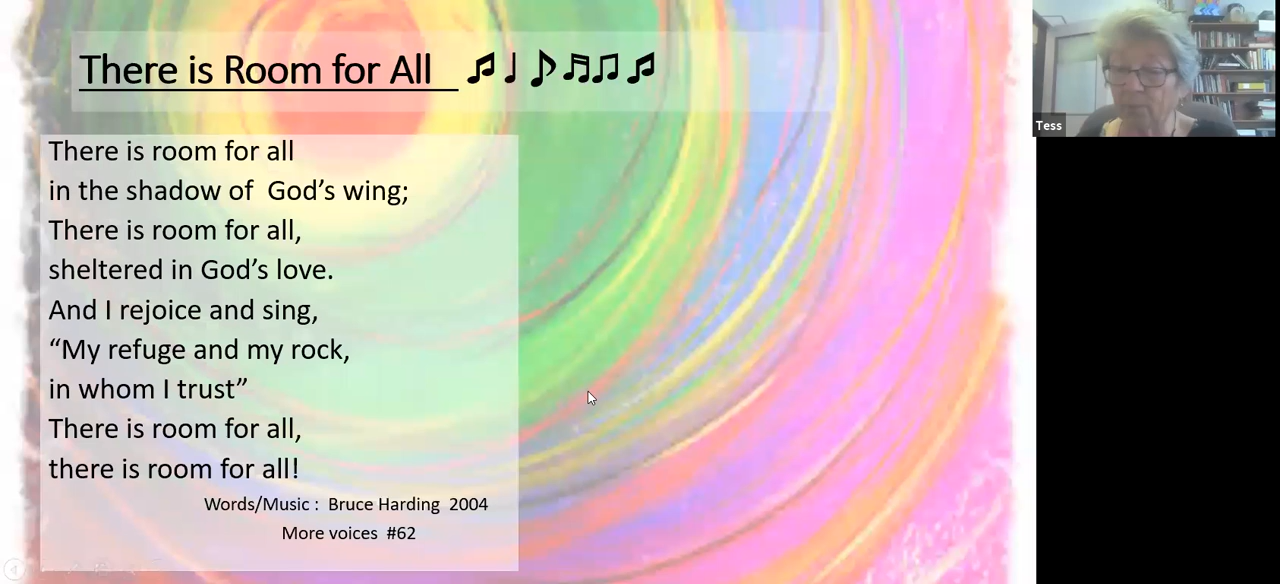 There is Room for All
There is room for all
in the shadow of God's wing;
There is room for all,
sheltered in God's love.
And I rejoice and sing,
“My refuge and my rock,
in whom I trust”
There is room for all,
there is room for all!
Words/Music : Bruce Harding 2004
More voices #62
Tess